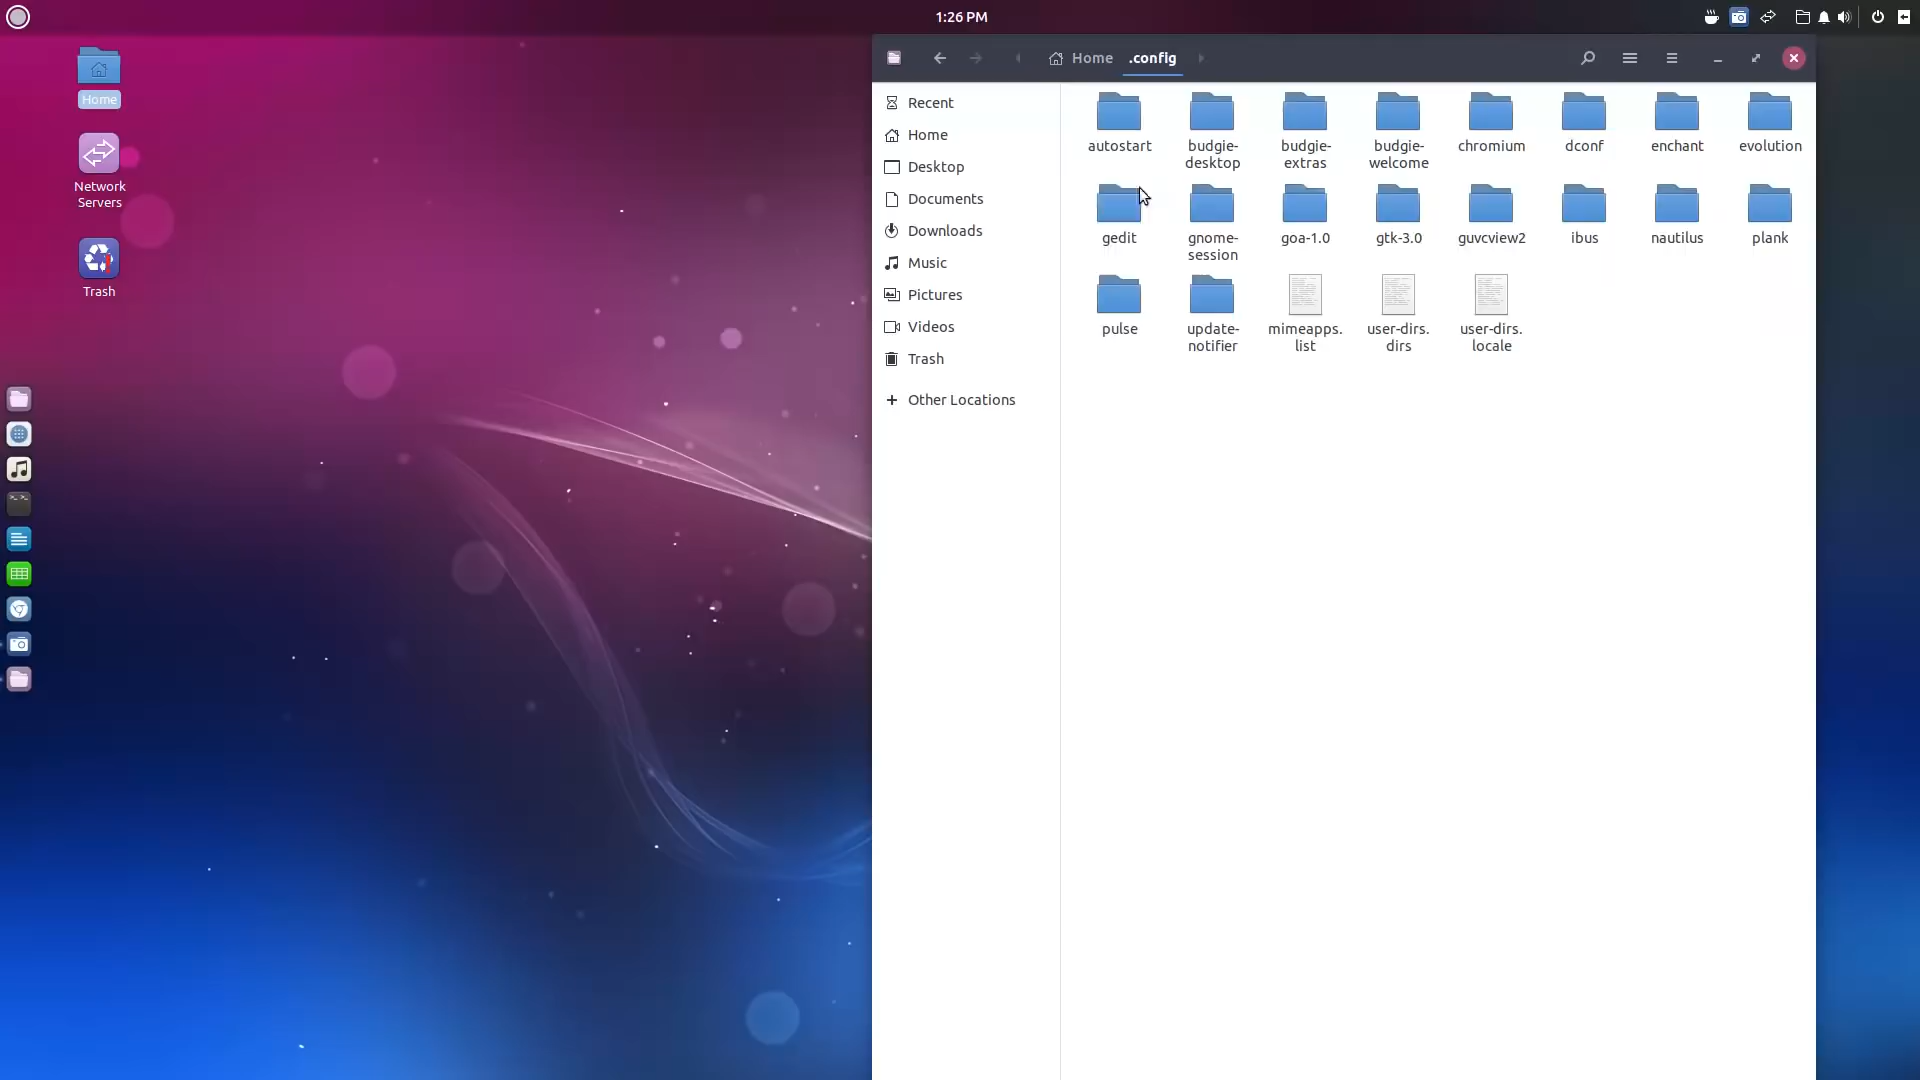 1:26 PM
Home
Network
Servers
Trash
Home .config
Recent
Home
Desktop
Documents
Downloads
Music
Pictures
Videos
Trash
Other Locations
autostart
budgie-
desktop
budgie-
extras
budgie-
welcome
chromium
dconf
enchant
evolution
gedit
gnome-
session
goa-1.0
gtk-3.0
guvcview2
ibus
nautilus
plank
pulse
update-
notifier
mimeapps.
list
user-dirs.
dirs
user-dirs.
locale